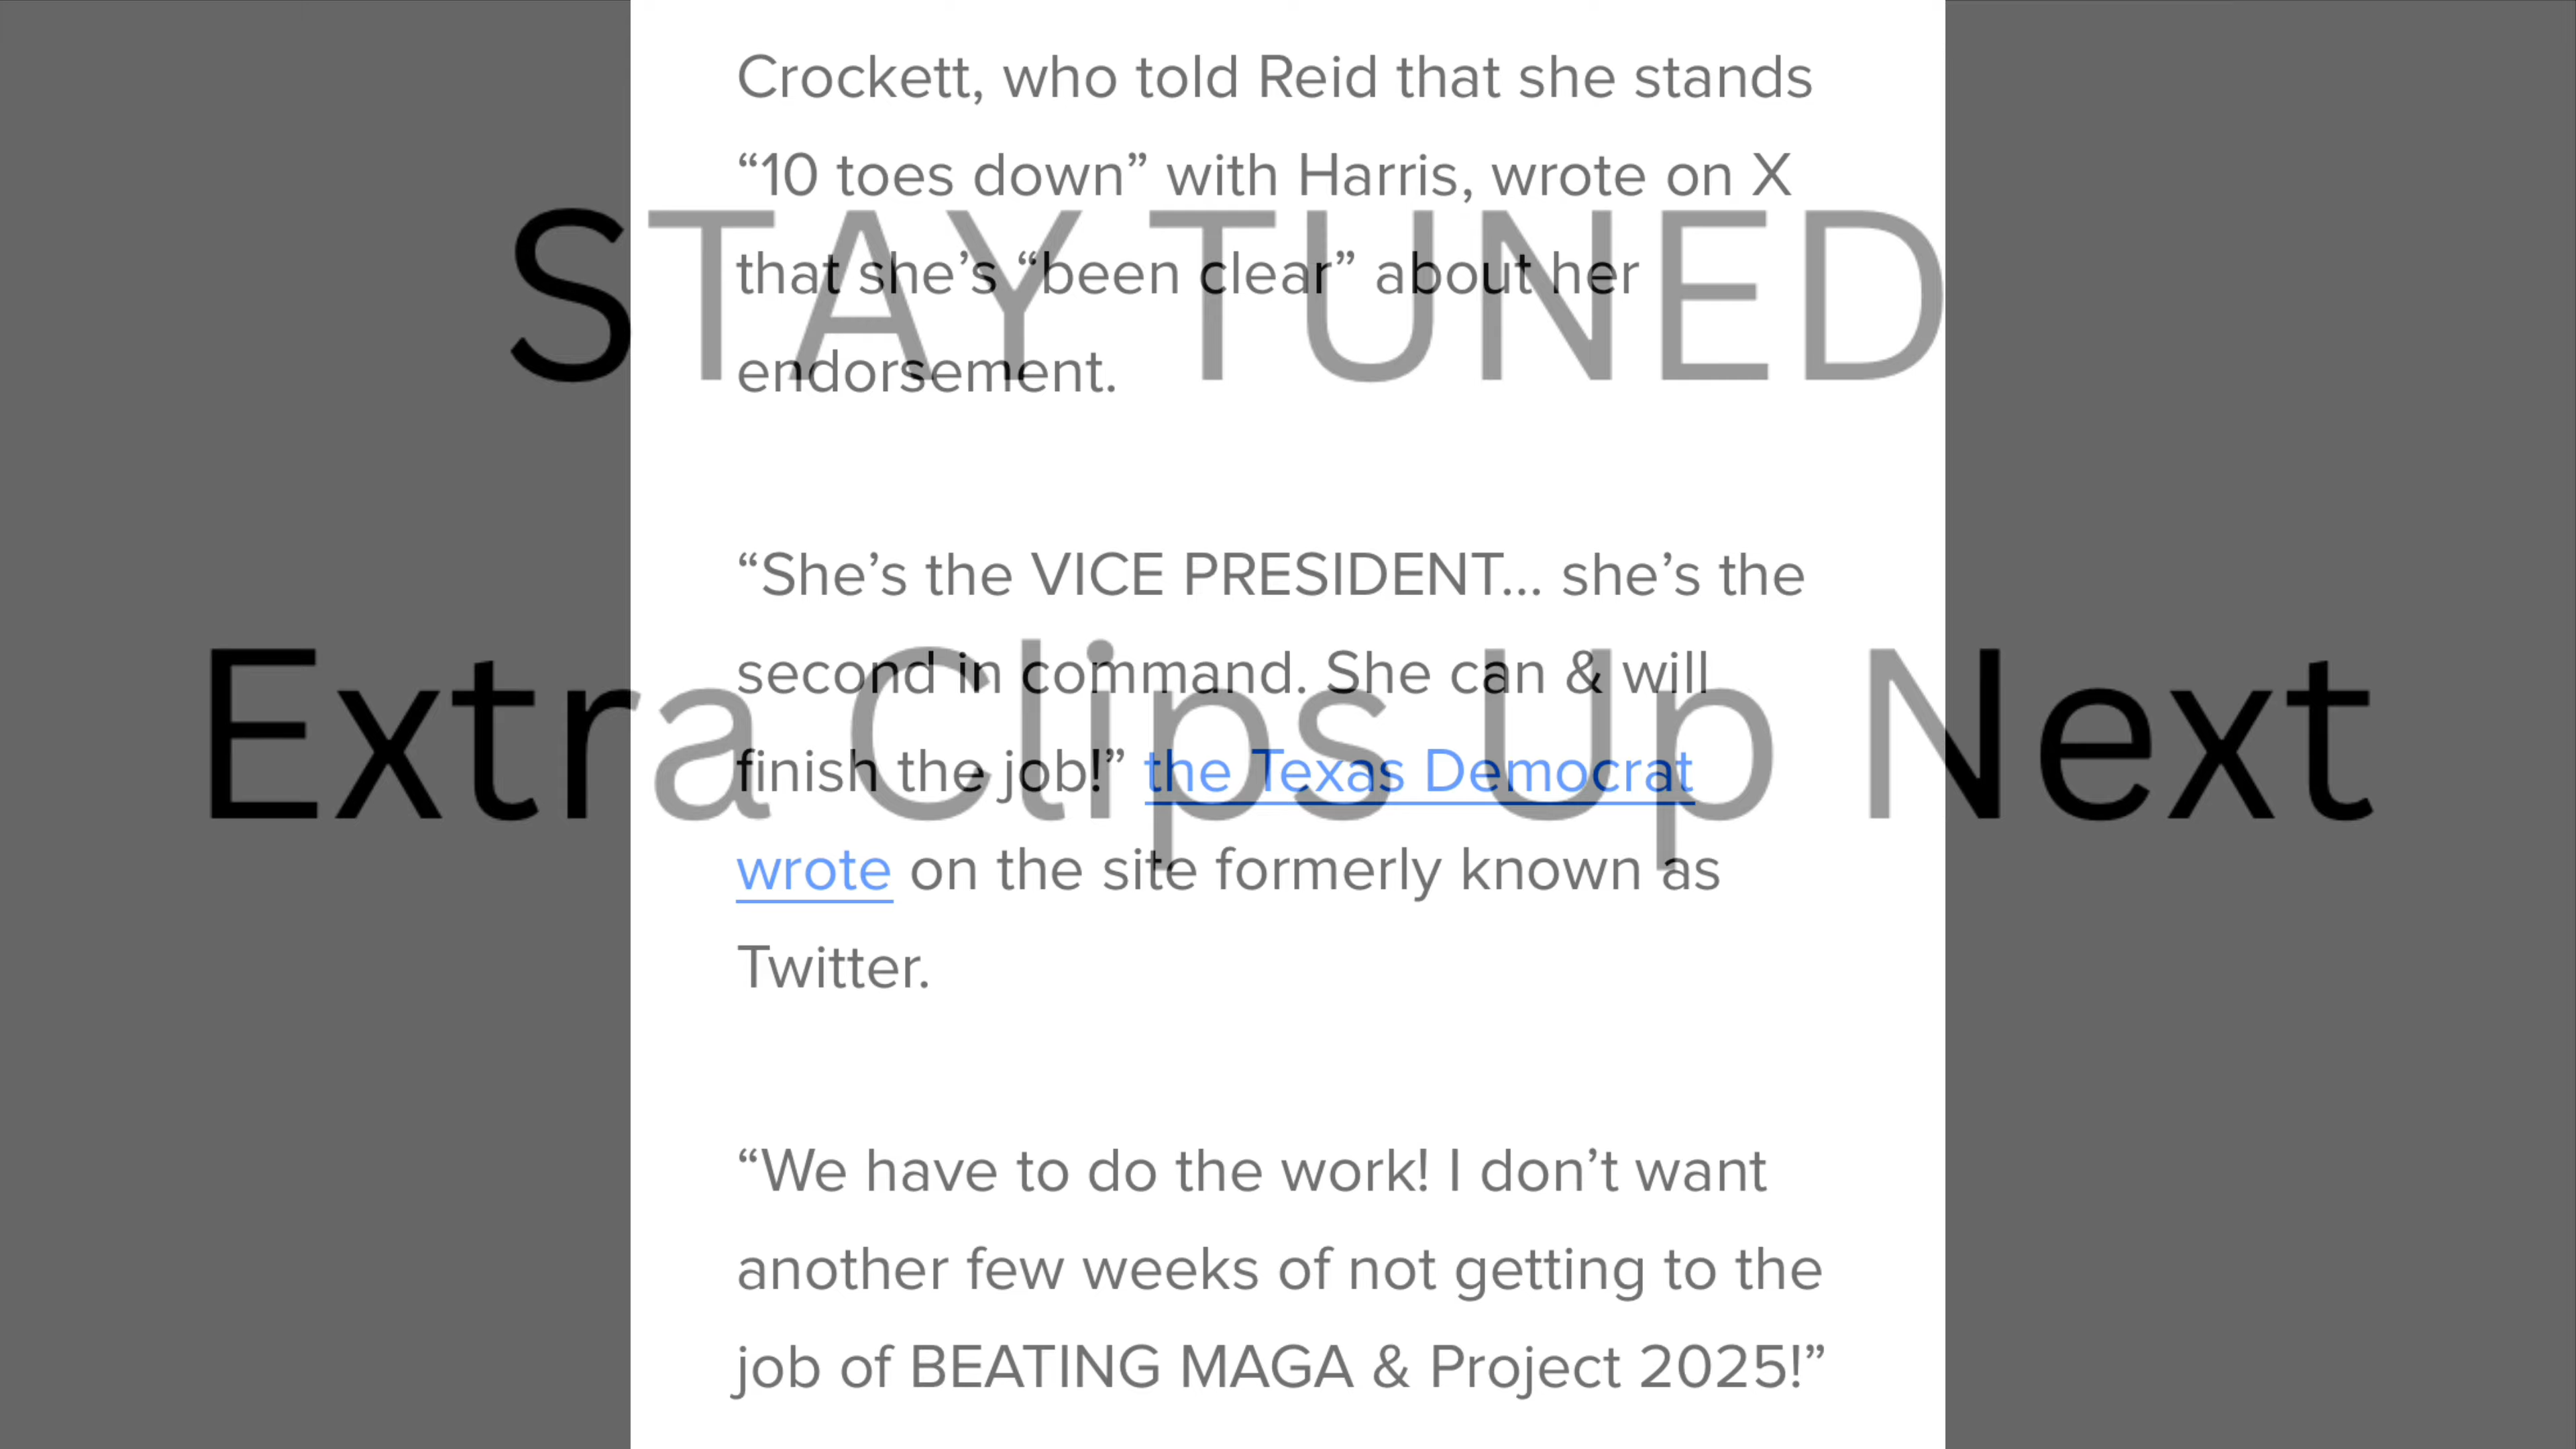 Crockett, who told Reid that she stands
“10 toes down” with Harris, wrote on X
that she’s “been clear” about her
endorsement.
STAY TUNED
“She’s the VICE PRESIDENT... she’s the
second in command. She can & will
finish the job!” the Texas Democrat
wrote on the site formerly known as
Twitter.
Extra Clips Up Next
“We have to do the work! I don’t want
another few weeks of not getting to the
job of BEATING MAGA & Project 2025!”